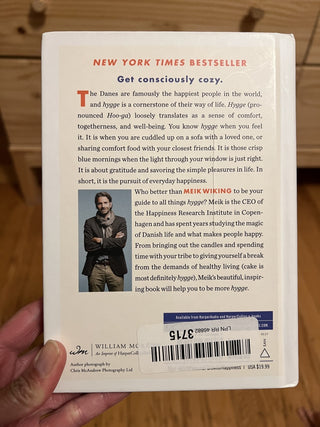 NEW YORK TIMES BESTSELLER
Get consciously cozy.
The Danes are famously the happiest people in the world,
and hygge is a cornerstone of their way of life. Hygge (pro-
nounced Hoo-ga) loosely translates as a sense of comfort,
togetherness, and well-being. You know hygge when you feel
it. It is when you are cuddled up on a sofa with a loved one, or
sharing comfort food with your closest friends. It is those crisp
blue mornings when the light through your window is just right.
It is about gratitude and savoring the simple pleasures in life. In
short, it is the pursuit of everyday happiness.
Who better than MEIK WIKING to be your
guide to all things hygge? Meik is the CEO of
the Happiness Research Institute in Copen-
hagen and has spent years studying the magic
of Danish life and what makes people happy.
From bringing out the candles and spending
time with your tribe to giving yourself a break
from the demands of healthy living (cake is
most definitely hygge), Meik's beautiful, inspir-
ing book will help you to be more hygge.
Available from HarperAudio and HarperCollins e-books
LPN RR
3715
wm WILLIAM MO
An Imprint of HarperColl
Author photograph by
Chris McAndrew Photography Ltd
USA